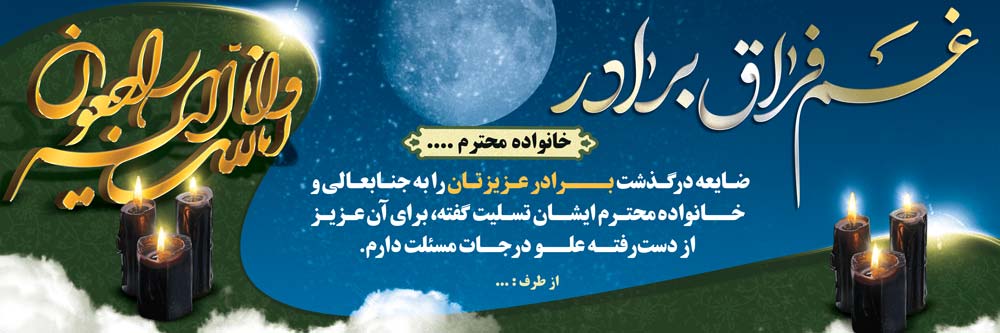 غم فراق برادر
انا لله و انا الیه راجعون
خانواده محترم ....
ضایعه درگذشت برادر عزیزتان را به جنابعالی و
خانواده محترم ایشان تسلیت گفته، برای آن عزیز
از دست‌رفته علو درجات مسئلت دارم.
از طرف : ...